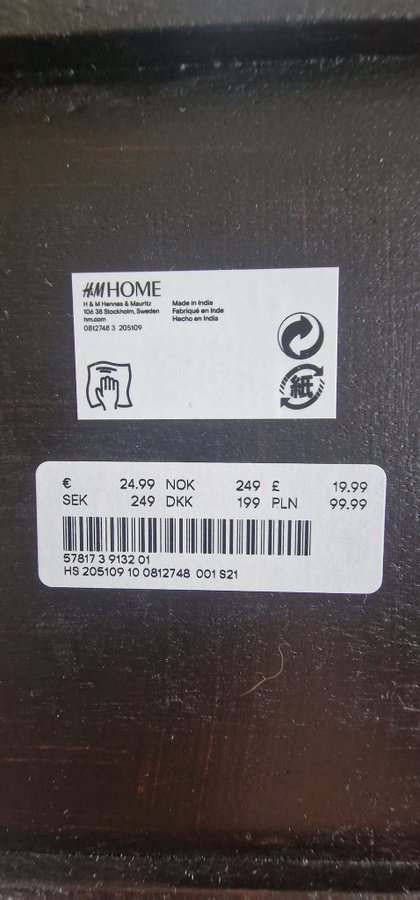 H&M HOME
H & M Hennes & Mauritz
106 38 Stockholm, Sweden
hm.com
0812748 3 205109
Made in India
Fabriqué en Inde
Hecho en India
紙
€ 24.99 NOK 249 £ 19.99
SEK 249 DKK 199 PLN 99.99
57817 3 9132 01
HS 205109 10 0812748 001 S21